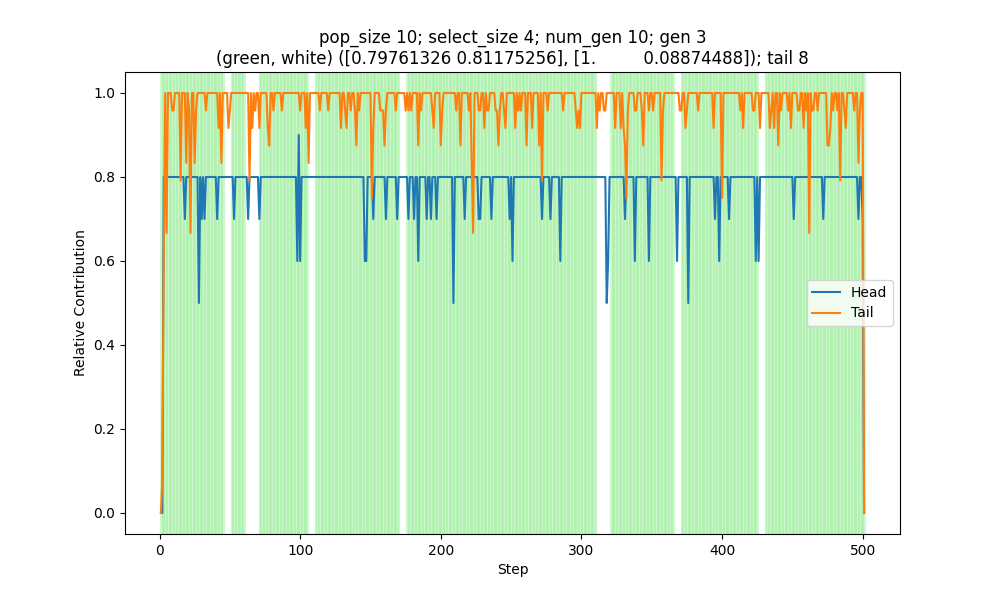 pop_size 10; select_size 4; num_gen 10; gen 3
(green, white) ([0.79761326 0.81175256], [1.         0.08874488]); tail 8
1.0
0.8
0.6
0.4
0.2
0.0
Relative Contribution
Head
Tail
0
100
200
300
400
500
Step